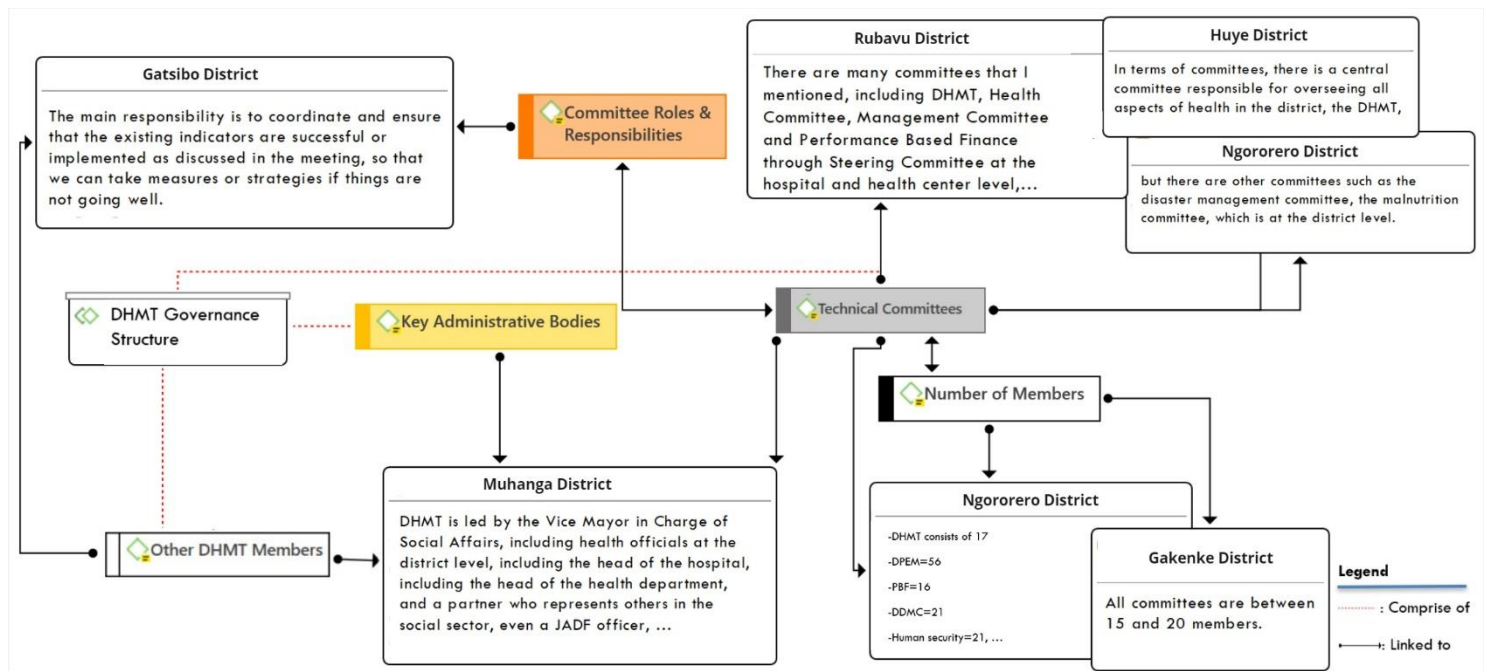 Gatsibo District
The main responsibility is to coordinate and ensure
that the existing indicators are successful or
implemented as discussed in the meeting, so that
we can take measures or strategies if things are
not going well.
Committee Roles &
Responsibilities
Rubavu District
There are many committees that I
mentioned, including DHMT, Health
Committee, Management Committee
and Performance Based Finance
through Steering Committee at the
hospital and health center level,...
Huye District
In terms of committees, there is a central
committee responsible for overseeing all
aspects of health in the district, the DHMT,
Ngororero District
but there are other committees such as the
disaster management committee, the malnutrition
committee, which is at the district level.
DHMT Governance
Structure
Key Administrative Bodies
Technical Committees
Number of Members
Other DHMT Members
Muhanga District
DHMT is led by the Vice Mayor in Charge of
Social Affairs, including health officials at the
district level, including the head of the hospital,
including the head of the health department,
and a partner who represents others in the
social sector, even a JADF officer, ...
Ngororero District
-DHMT consists of 17
-DPEM=56
-PBF=16
-DDMC=21
-Human security=21, ...
Gakenke District
All committees are between
15 and 20 members.
Legend
: Comprise of
: Linked to